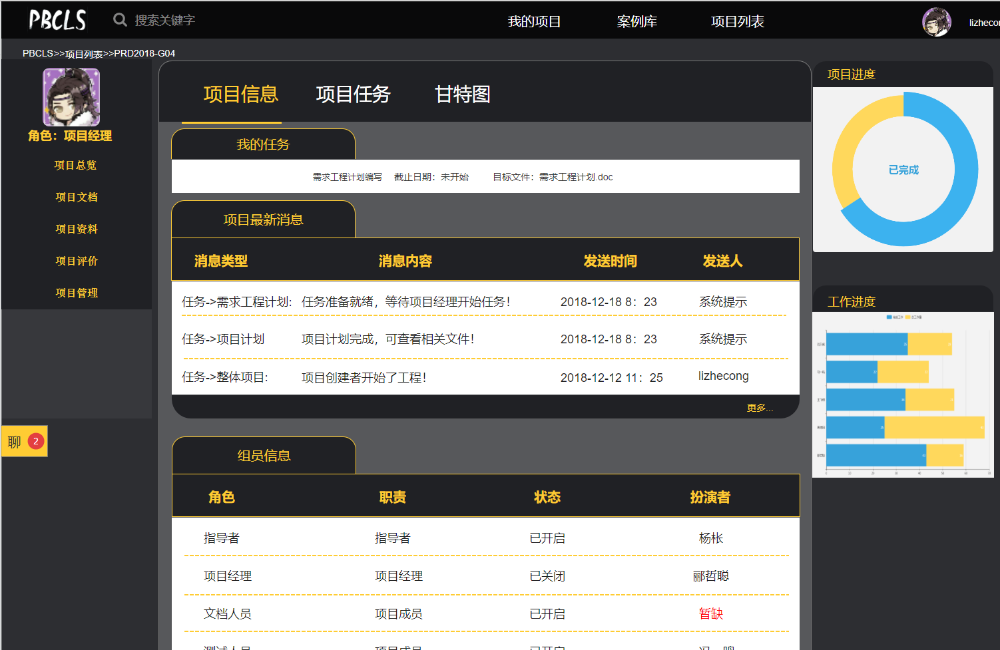 PBCLS
搜索关键字
我的项目
案例库
项目列表
lizhecon
PBCLS>>项目列表>>PRD2018-G04
角色：项目经理
项目总览
项目文档
项目资料
项目评价
项目管理
聊 2
项目信息
项目任务
甘特图
我的任务
需求工程计划编写 截止日期：未开始 目标文件：需求工程计划.doc
项目最新消息
消息类型 消息内容 发送时间 发送人
任务->需求工程计划: 任务准备就绪，等待项目经理开始任务！ 2018-12-18 8：23 系统提示
任务->项目计划 项目计划完成，可查看相关文件！ 2018-12-18 8：23 系统提示
任务->整体项目: 项目创建者开始了工程！ 2018-12-12 11：25 lizhecong
更多...
组员信息
角色 职责 状态 扮演者
指导者 指导者 已开启 杨枨
项目经理 项目经理 已关闭 郦哲聪
文档人员 项目成员 已开启 暂缺
测试人员 项目成员 已开启
项目进度
已完成
工作进度
0 10 20 30 40 50 60 70